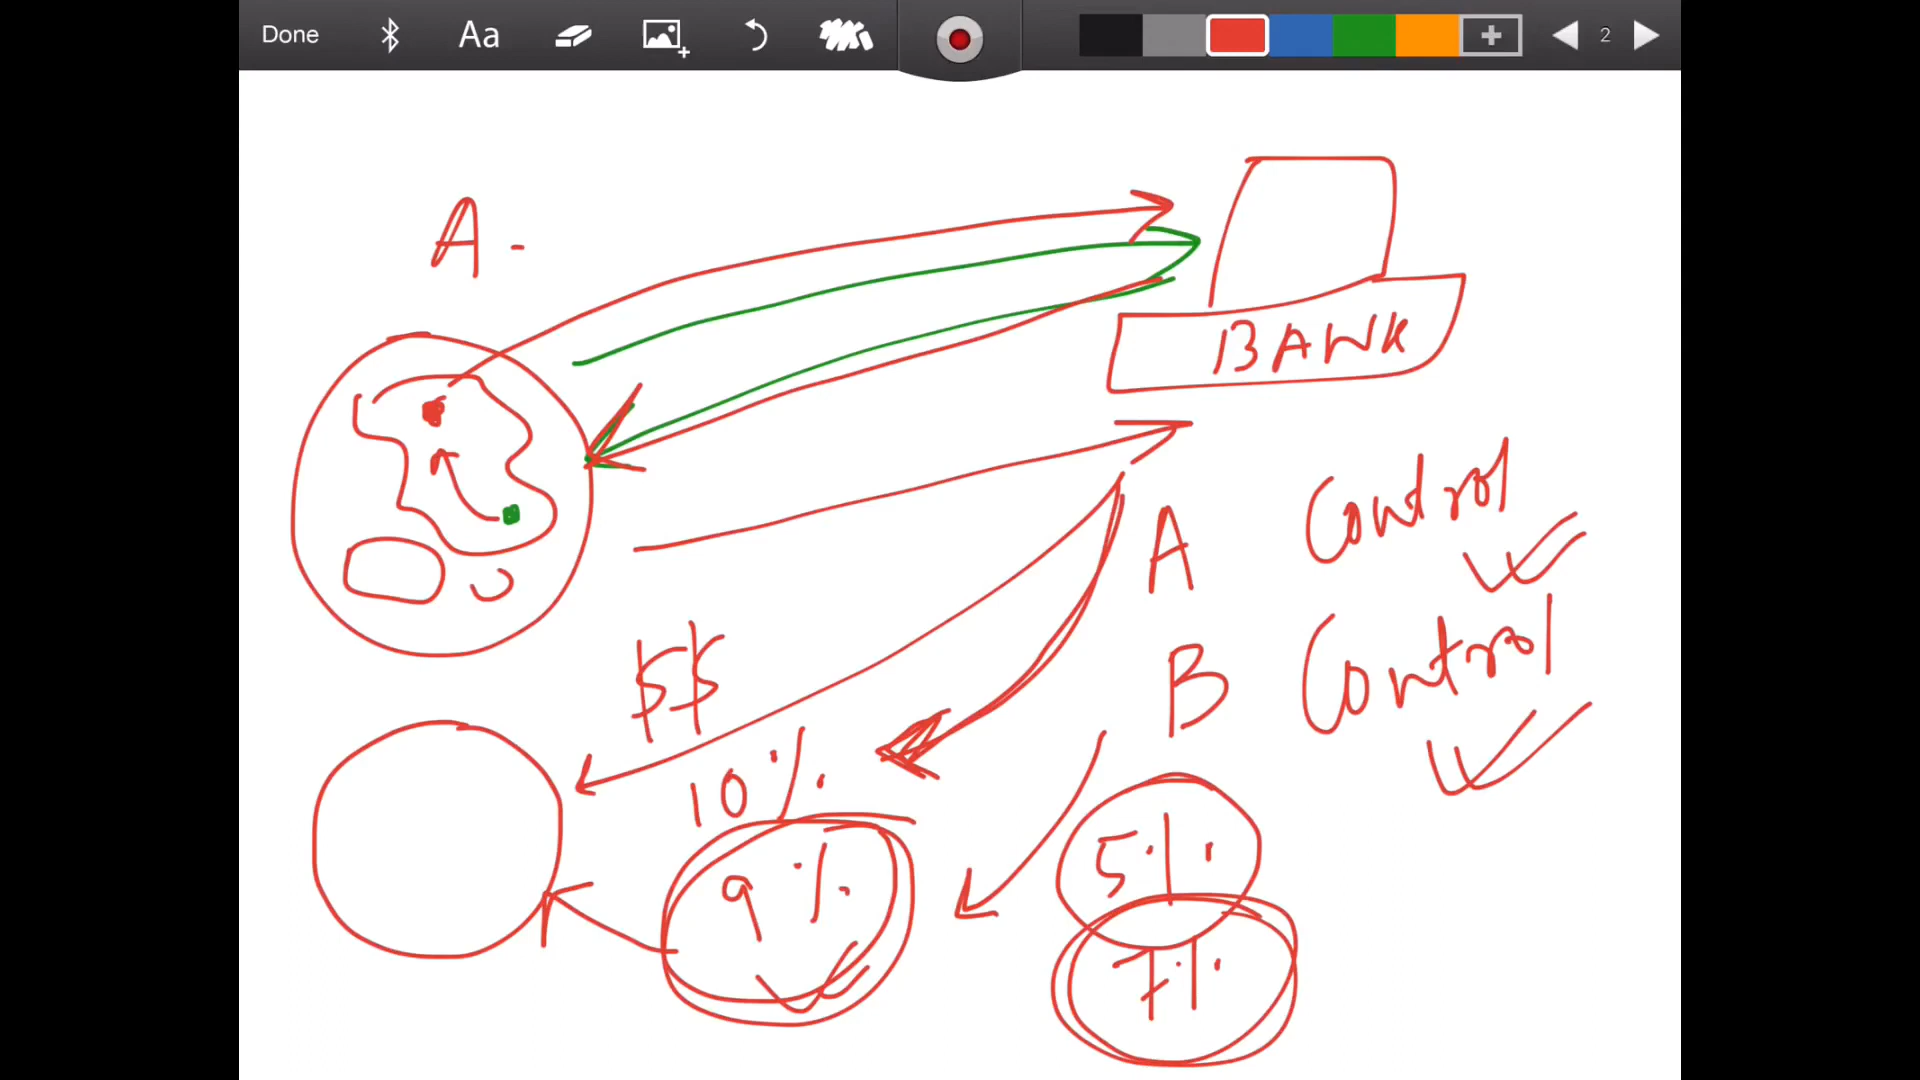 Done Aa 2
A -
BANK
A Control
B Control
$$
10%
9%
5%
7%